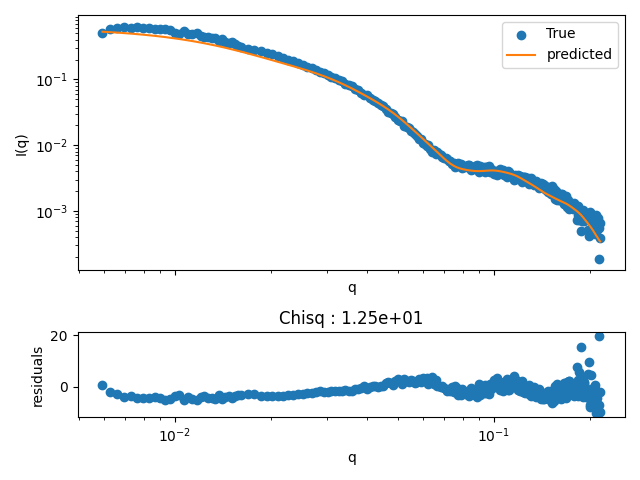 True
predicted
10⁻¹
10⁻²
10⁻³
I(q)
q
Chisq : 1.25e+01
20
0
residuals
10⁻²
10⁻¹
q